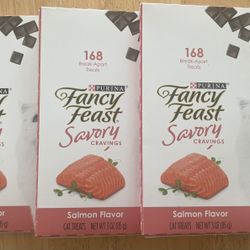 168
Break-Apart
Treats
PURINA
Fancy
Feast
Savory
CRAVINGS
Salmon Flavor
CAT TREATS NET WT 3 OZ (85 g)
168
Break-Apart
Treats
PURINA
Fancy
Feast
Savory
CRAVINGS
Salmon Flavor
CAT TREATS NET WT 3 OZ (85 g)